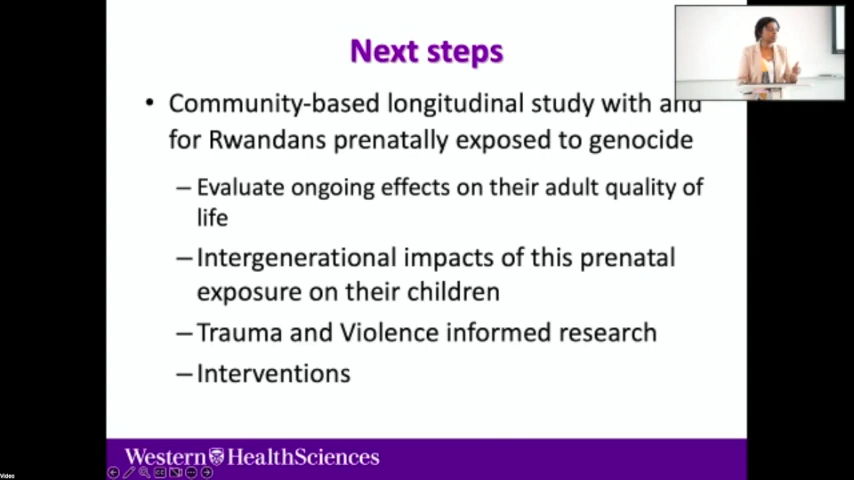 Next steps
• Community-based longitudinal study with and
for Rwandans prenatally exposed to genocide
– Evaluate ongoing effects on their adult quality of
life
– Intergenerational impacts of this prenatal
exposure on their children
– Trauma and Violence informed research
– Interventions
Western HealthSciences
Video